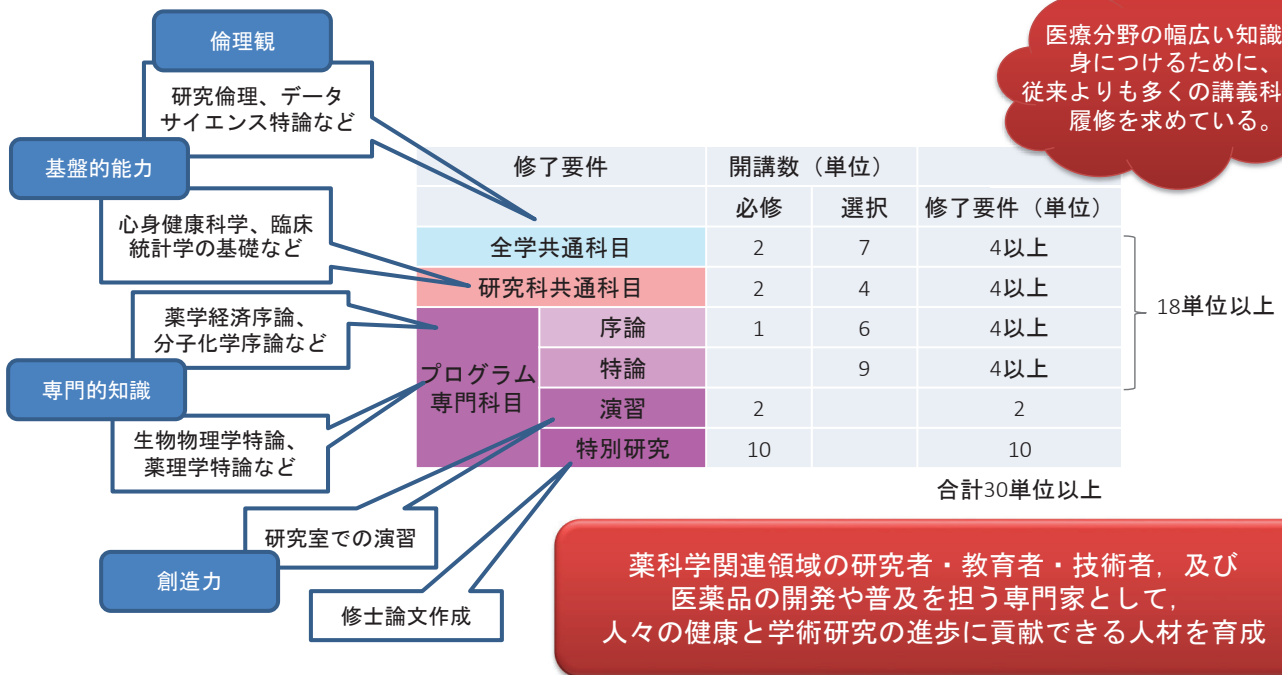 倫理観
研究倫理、データ
サイエンス特論など
基盤的能力
心身健康科学、臨床
統計学の基礎など
薬学経済序論、
分子化学序論など
専門的知識
生物物理学特論、
薬理学特論など
研究室での演習
創造力
修士論文作成
医療分野の幅広い知識
身につけるために、
従来よりも多くの講義科
履修を求めている。
修了要件 開講数（単位）
必修 選択 修了要件（単位）
全学共通科目 2 7 4以上
研究科共通科目 2 4 4以上
プログラム
専門科目
序論 1 6 4以上
特論 9 4以上
演習 2 2
特別研究 10 10
18単位以上
合計30単位以上
薬科学関連領域の研究者・教育者・技術者，及び
医薬品の開発や普及を担う専門家として，
人々の健康と学術研究の進歩に貢献できる人材を育成